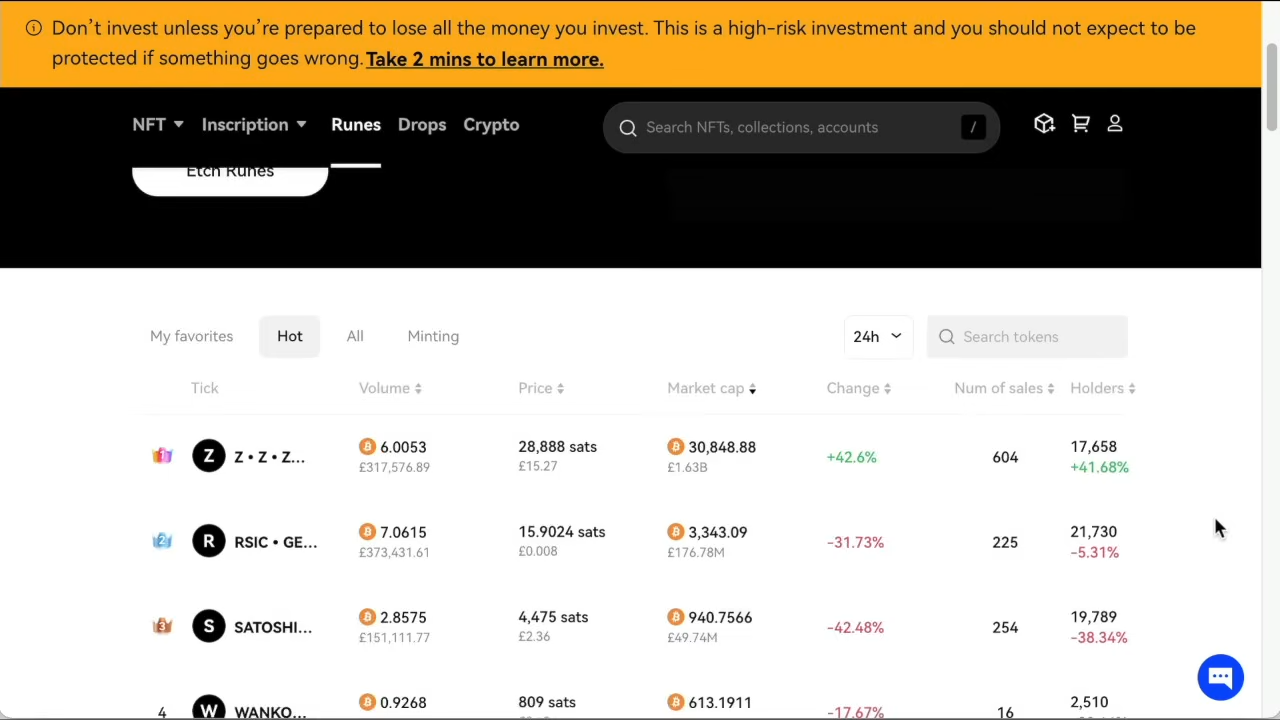 Don't invest unless you're prepared to lose all the money you invest. This is a high-risk investment and you should not expect to be
protected if something goes wrong. Take 2 mins to learn more.
NFT Inscription Runes Drops Crypto Search NFTs, collections, accounts /
Etch Runes
My favorites Hot All Minting 24h Search tokens
Tick Volume Price Market cap Change Num of sales Holders
1 Z Z • Z • Z... 6.0053 28,888 sats 30,848.88 +42.6% 604 17,658
£317,576.89 £15.27 £1.63B +41.68%
2 R RSIC • GE... 7.0615 15.9024 sats 3,343.09 -31.73% 225 21,730
£373,431.61 £0.008 £176.78M -5.31%
3 S SATOSHI... 2.8575 4,475 sats 940.7566 -42.48% 254 19,789
£151,111.77 £2.36 £49.74M -38.34%
4 W WANKO... 0.9268 809 sats 613.1911 -17.67% 16 2,510